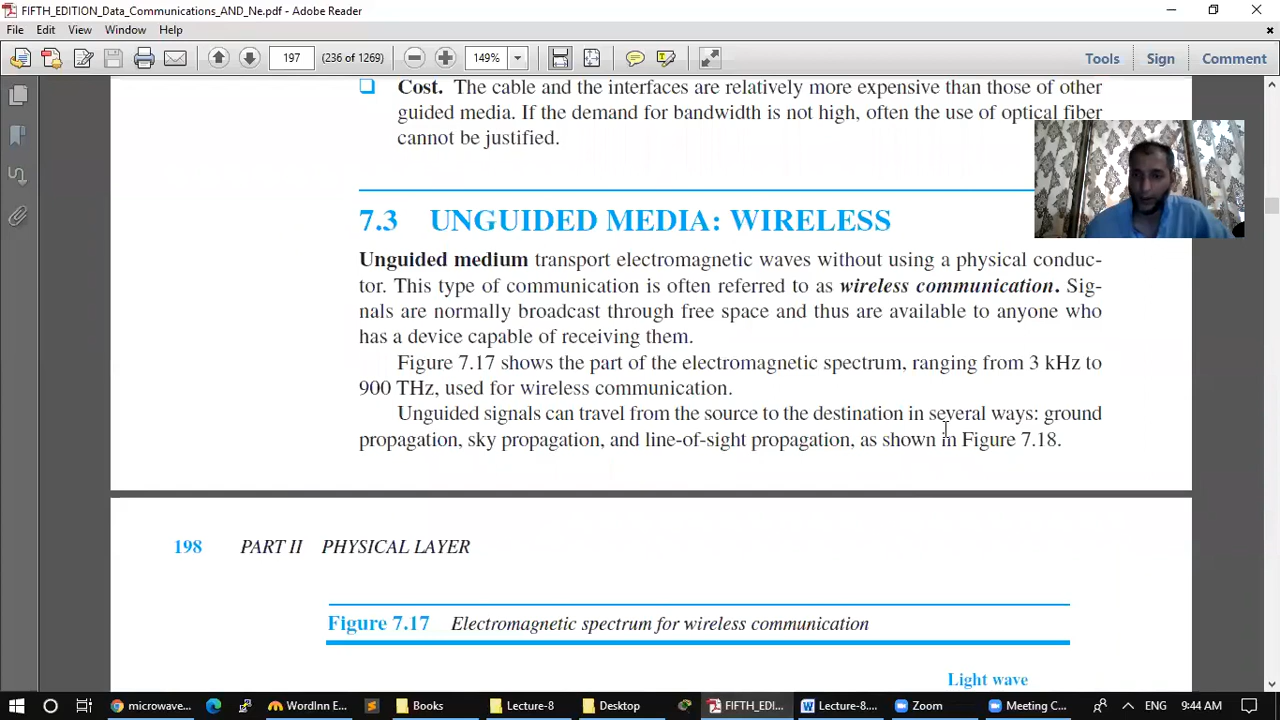 FIFTH_EDITION_Data_Communications_AND_Ne.pdf - Adobe Reader
File Edit View Window Help
197 (236 of 1269) 149% Tools Sign Comment
Cost. The cable and the interfaces are relatively more expensive than those of other
guided media. If the demand for bandwidth is not high, often the use of optical fiber
cannot be justified.
7.3 UNGUIDED MEDIA: WIRELESS
Unguided medium transport electromagnetic waves without using a physical conduc-
tor. This type of communication is often referred to as wireless communication. Sig-
nals are normally broadcast through free space and thus are available to anyone who
has a device capable of receiving them.
Figure 7.17 shows the part of the electromagnetic spectrum, ranging from 3 kHz to
900 THz, used for wireless communication.
Unguided signals can travel from the source to the destination in several ways: ground
propagation, sky propagation, and line-of-sight propagation, as shown in Figure 7.18.
198 PART II PHYSICAL LAYER
Figure 7.17 Electromagnetic spectrum for wireless communication
Light wave
microwave... WordInn E... Books Lecture-8 Desktop FIFTH_EDI... Lecture-8.... Zoom Meeting C... ENG 9:44 AM